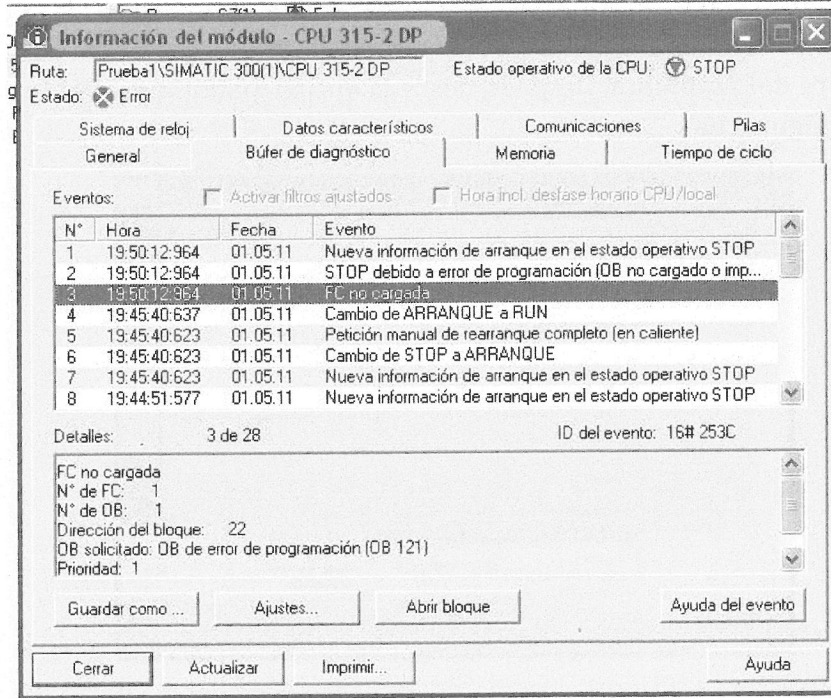 Información del módulo - CPU 315-2 DP
Ruta: Prueba1\SIMATIC 300(1)\CPU 315-2 DP Estado operativo de la CPU: STOP
Estado: Error
Sistema de reloj Datos característicos Comunicaciones Pilas
General Búfer de diagnóstico Memoria Tiempo de ciclo
Eventos: Activar filtros ajustados Hora incl. desfase horario CPU/local
N° Hora Fecha Evento
1 19:50:12:964 01.05.11 Nueva información de arranque en el estado operativo STOP
2 19:50:12:964 01.05.11 STOP debido a error de programación (OB no cargado o imp...
3 19:50:12:964 01.05.11 FC no cargada
4 19:45:40:637 01.05.11 Cambio de ARRANQUE a RUN
5 19:45:40:623 01.05.11 Petición manual de rearranque completo (en caliente)
6 19:45:40:623 01.05.11 Cambio de STOP a ARRANQUE
7 19:45:40:623 01.05.11 Nueva información de arranque en el estado operativo STOP
8 19:44:51:577 01.05.11 Nueva información de arranque en el estado operativo STOP
Detalles: 3 de 28 ID del evento: 16# 253C
FC no cargada
N° de FC: 1
N° de OB: 1
Dirección del bloque: 22
OB solicitado: OB de error de programación (OB 121)
Prioridad: 1
Guardar como ... Ajustes... Abrir bloque Ayuda del evento
Cerrar Actualizar Imprimir... Ayuda